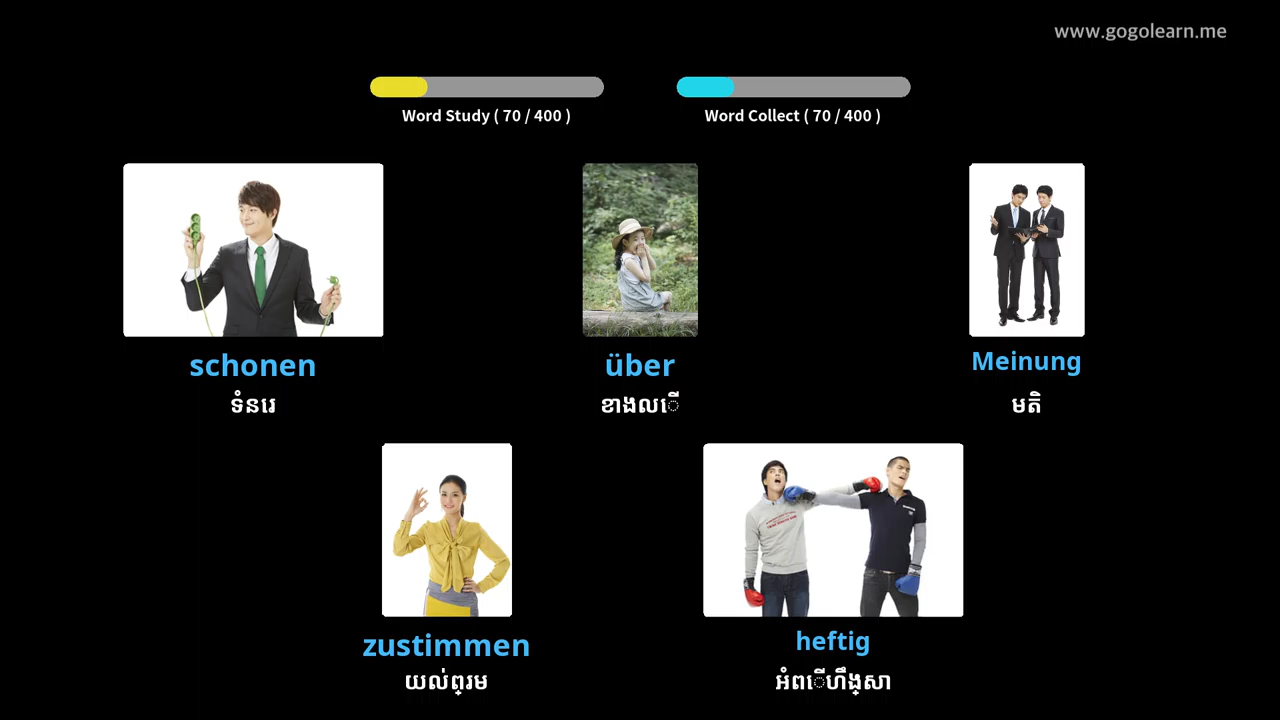 www.gogolearn.me
Word Study ( 70 / 400 )
Word Collect ( 70 / 400 )
schonen
ទំនរេ
über
ខាងលើ
Meinung
មតិ
zustimmen
យល់ព្រម
heftig
អំពើហឹង្សា